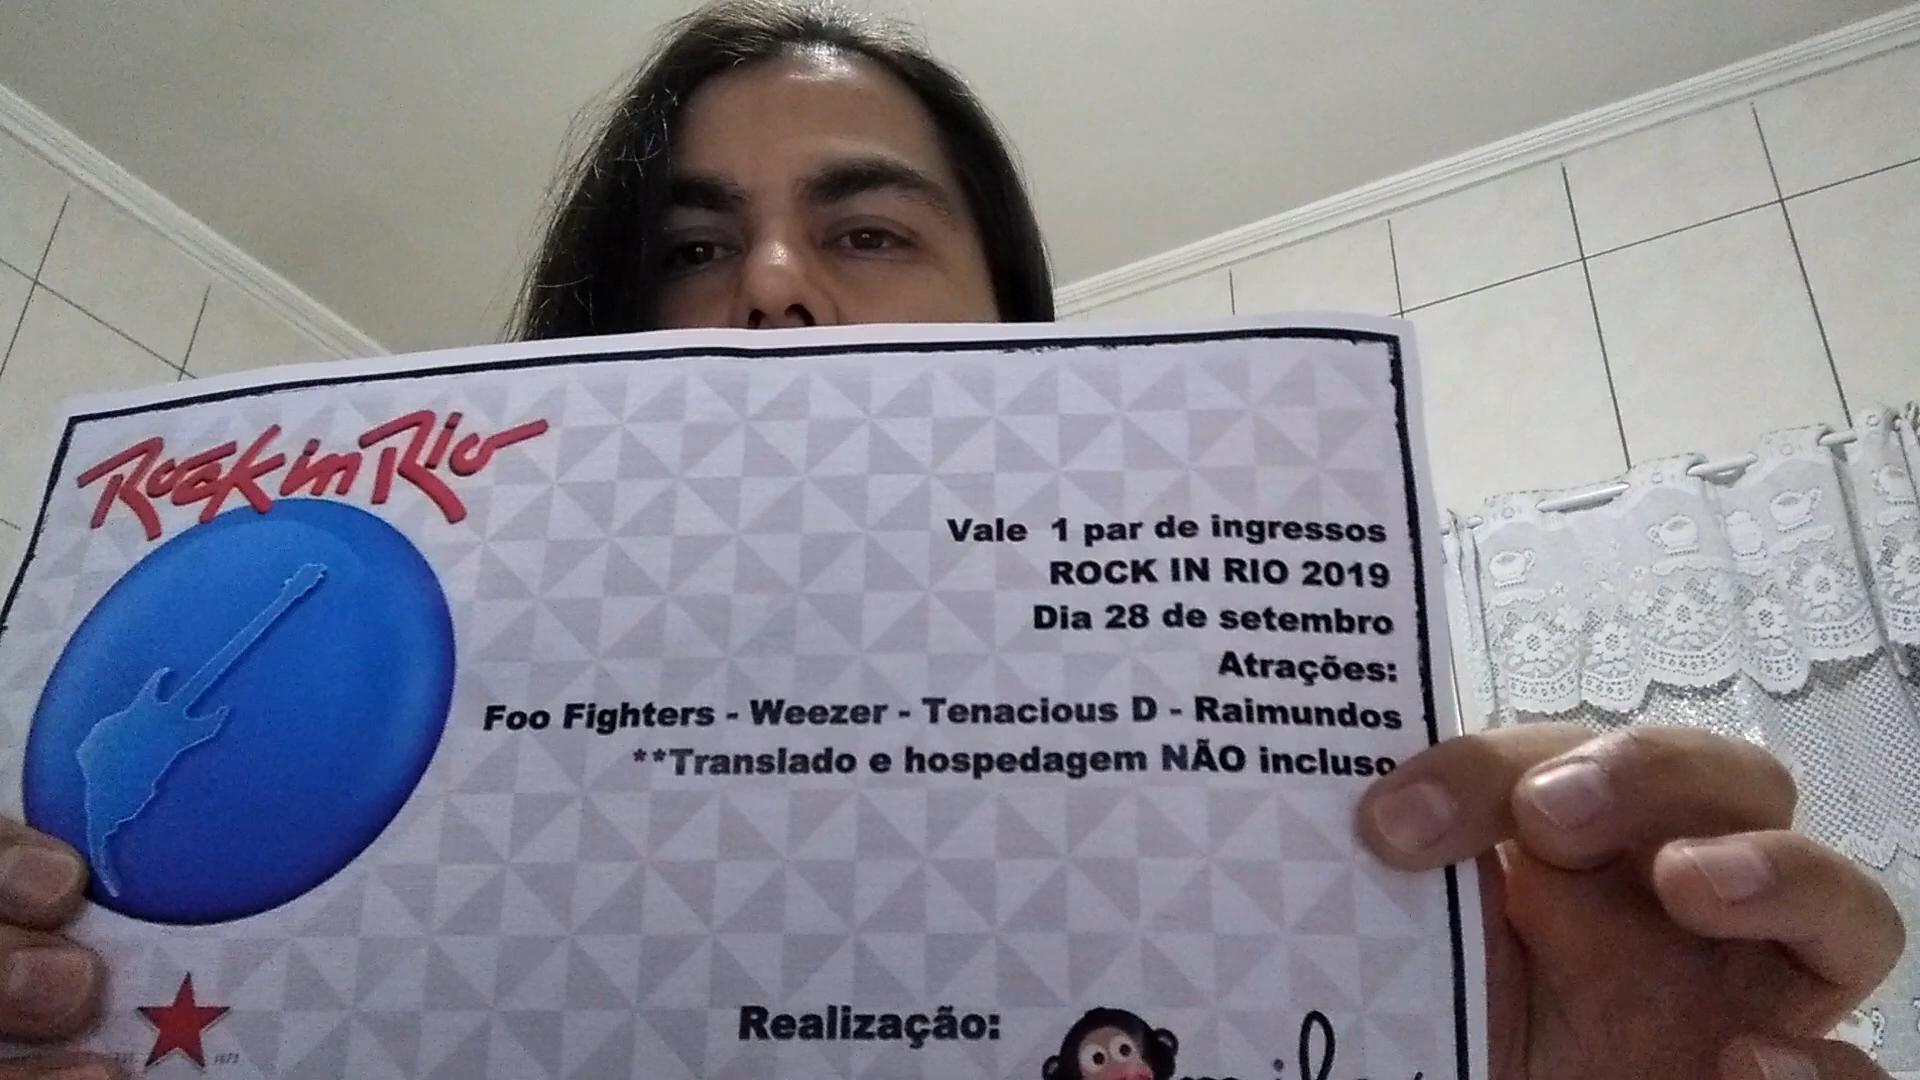 Rock in Rio
Vale 1 par de ingressos
ROCK IN RIO 2019
Dia 28 de setembro
Atrações:
Foo Fighters - Weezer - Tenacious D - Raimundos
**Translado e hospedagem NÃO incluso
Realização: